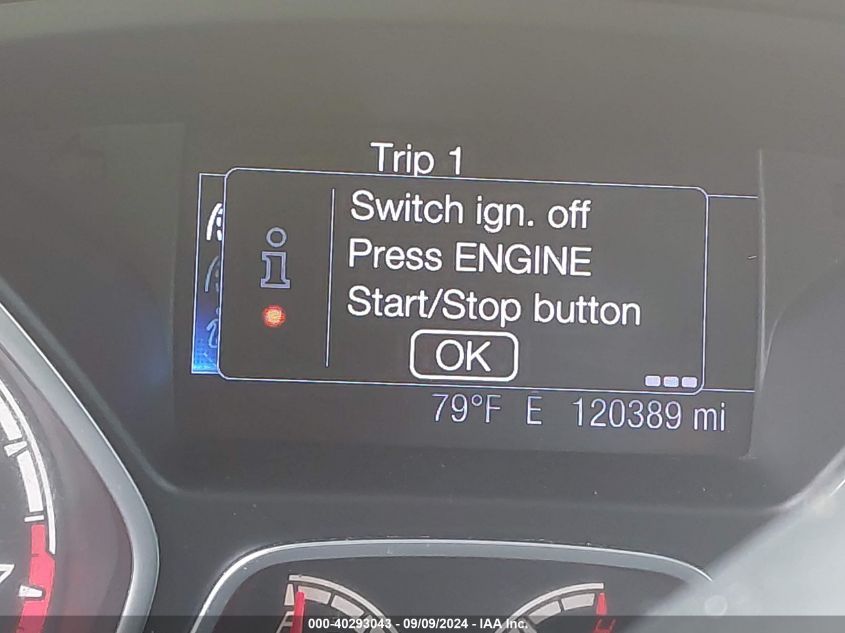 Trip 1
Switch ign. off
Press ENGINE
Start/Stop button
OK
79°F E 120389 mi
7
000-40293043 - 09/09/2024 - IAA Inc.